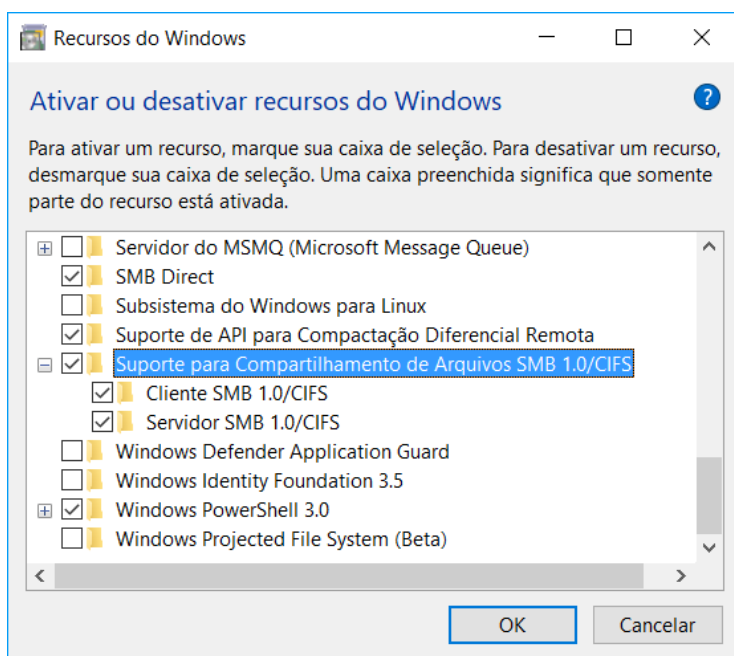 Recursos do Windows
Ativar ou desativar recursos do Windows
?
Para ativar um recurso, marque sua caixa de seleção. Para desativar um recurso,
desmarque sua caixa de seleção. Uma caixa preenchida significa que somente
parte do recurso está ativada.
Servidor do MSMQ (Microsoft Message Queue)
SMB Direct
Subsistema do Windows para Linux
Suporte de API para Compactação Diferencial Remota
Suporte para Compartilhamento de Arquivos SMB 1.0/CIFS
Cliente SMB 1.0/CIFS
Servidor SMB 1.0/CIFS
Windows Defender Application Guard
Windows Identity Foundation 3.5
Windows PowerShell 3.0
Windows Projected File System (Beta)
OK Cancelar